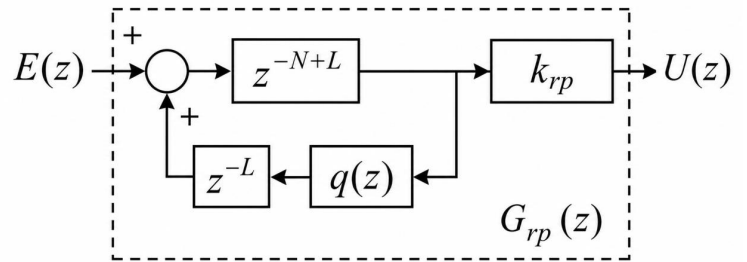 +
E(z) z^{-N+L} k_{rp} U(z)
+
z^{-L} q(z)
G_{rp}(z)